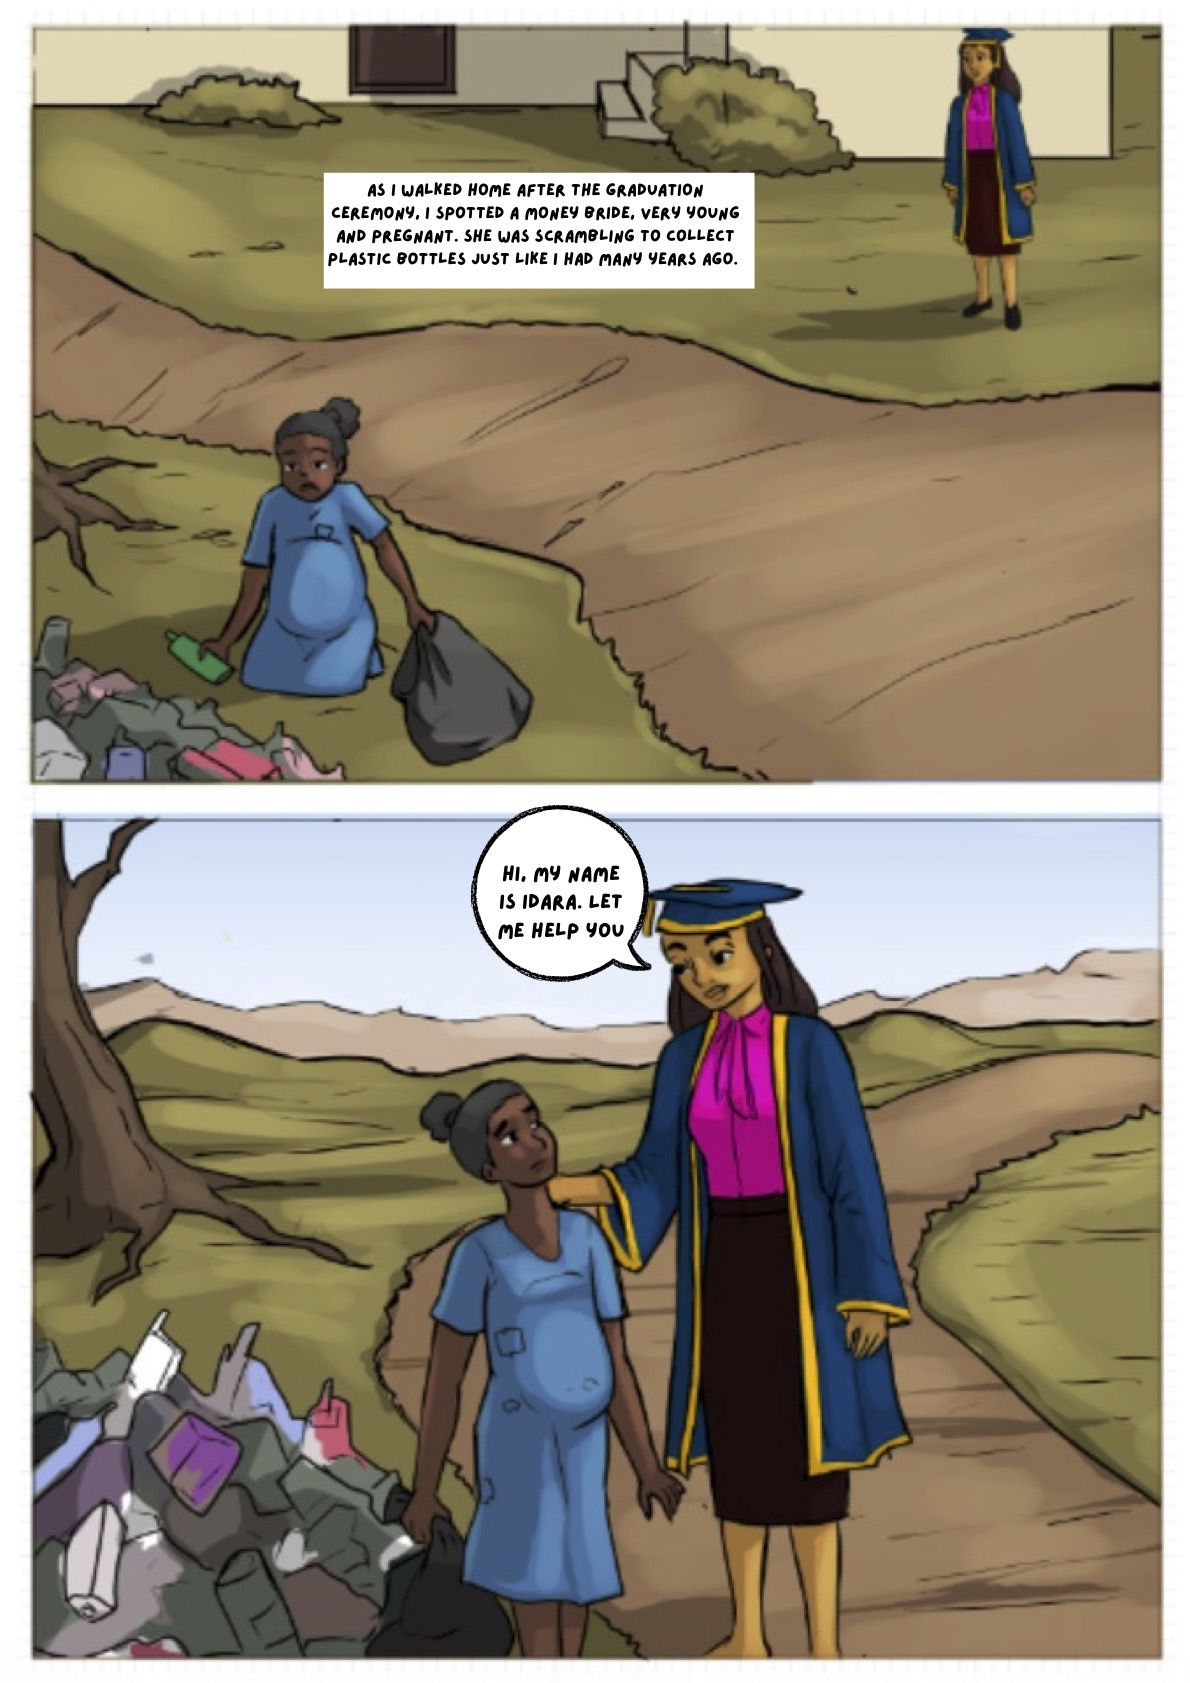 AS I WALKED HOME AFTER THE GRADUATION
CEREMONY, I SPOTTED A MONEY BRIDE, VERY YOUNG
AND PREGNANT. SHE WAS SCRAMBLING TO COLLECT
PLASTIC BOTTLES JUST LIKE I HAD MANY YEARS AGO.
HI, MY NAME
IS IDARA. LET
ME HELP YOU